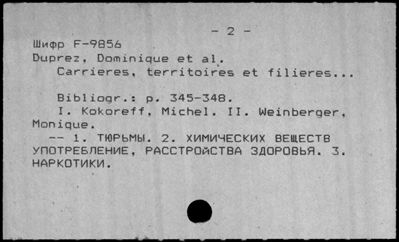 - 2 -
Шифр F-9856
Duprez, Dominique et al.
Carrieres, territoires et filieres...
Bibliogr.: p. 345-348.
I. Kokoreff, Michel. II. Weinberger,
Monique.
-- 1. ТЮРЬМЫ. 2. ХИМИЧЕСКИХ ВЕЩЕСТВ
УПОТРЕБЛЕНИЕ, РАССТРОЙСТВА ЗДОРОВЬЯ. 3.
НАРКОТИКИ.